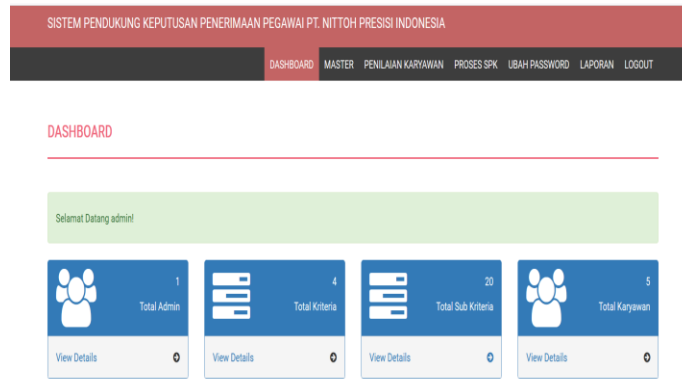 SISTEM PENDUKUNG KEPUTUSAN PENERIMAAN PEGAWAI PT. NITTOH PRESISI INDONESIA
DASHBOARD MASTER PENILAIAN KARYAWAN PROSES SPK UBAH PASSWORD LAPORAN LOGOUT
DASHBOARD
Selamat Datang admin!
1
Total Admin
View Details
4
Total Kriteria
View Details
20
Total Sub Kriteria
View Details
5
Total Karyawan
View Details